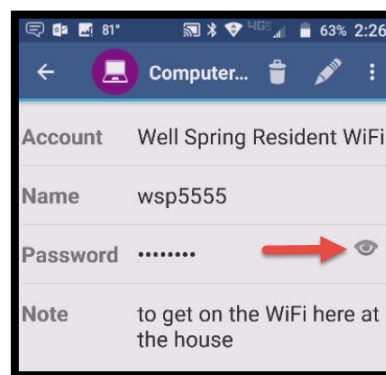 81° 4G 63% 2:26
Computer...
Account Well Spring Resident WiFi
Name wsp5555
Password ••••••••
Note to get on the WiFi here at
the house